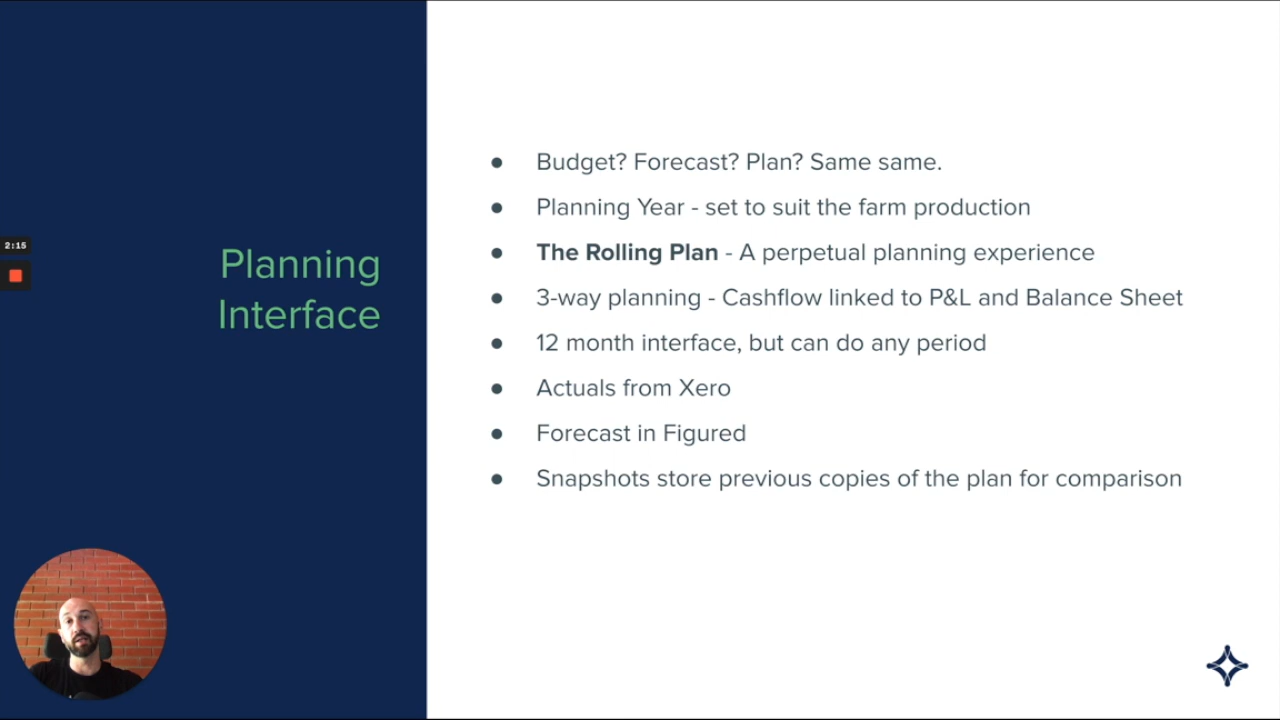 2:15
Planning
Interface
Budget? Forecast? Plan? Same same.
Planning Year - set to suit the farm production
The Rolling Plan - A perpetual planning experience
3-way planning - Cashflow linked to P&L and Balance Sheet
12 month interface, but can do any period
Actuals from Xero
Forecast in Figured
Snapshots store previous copies of the plan for comparison